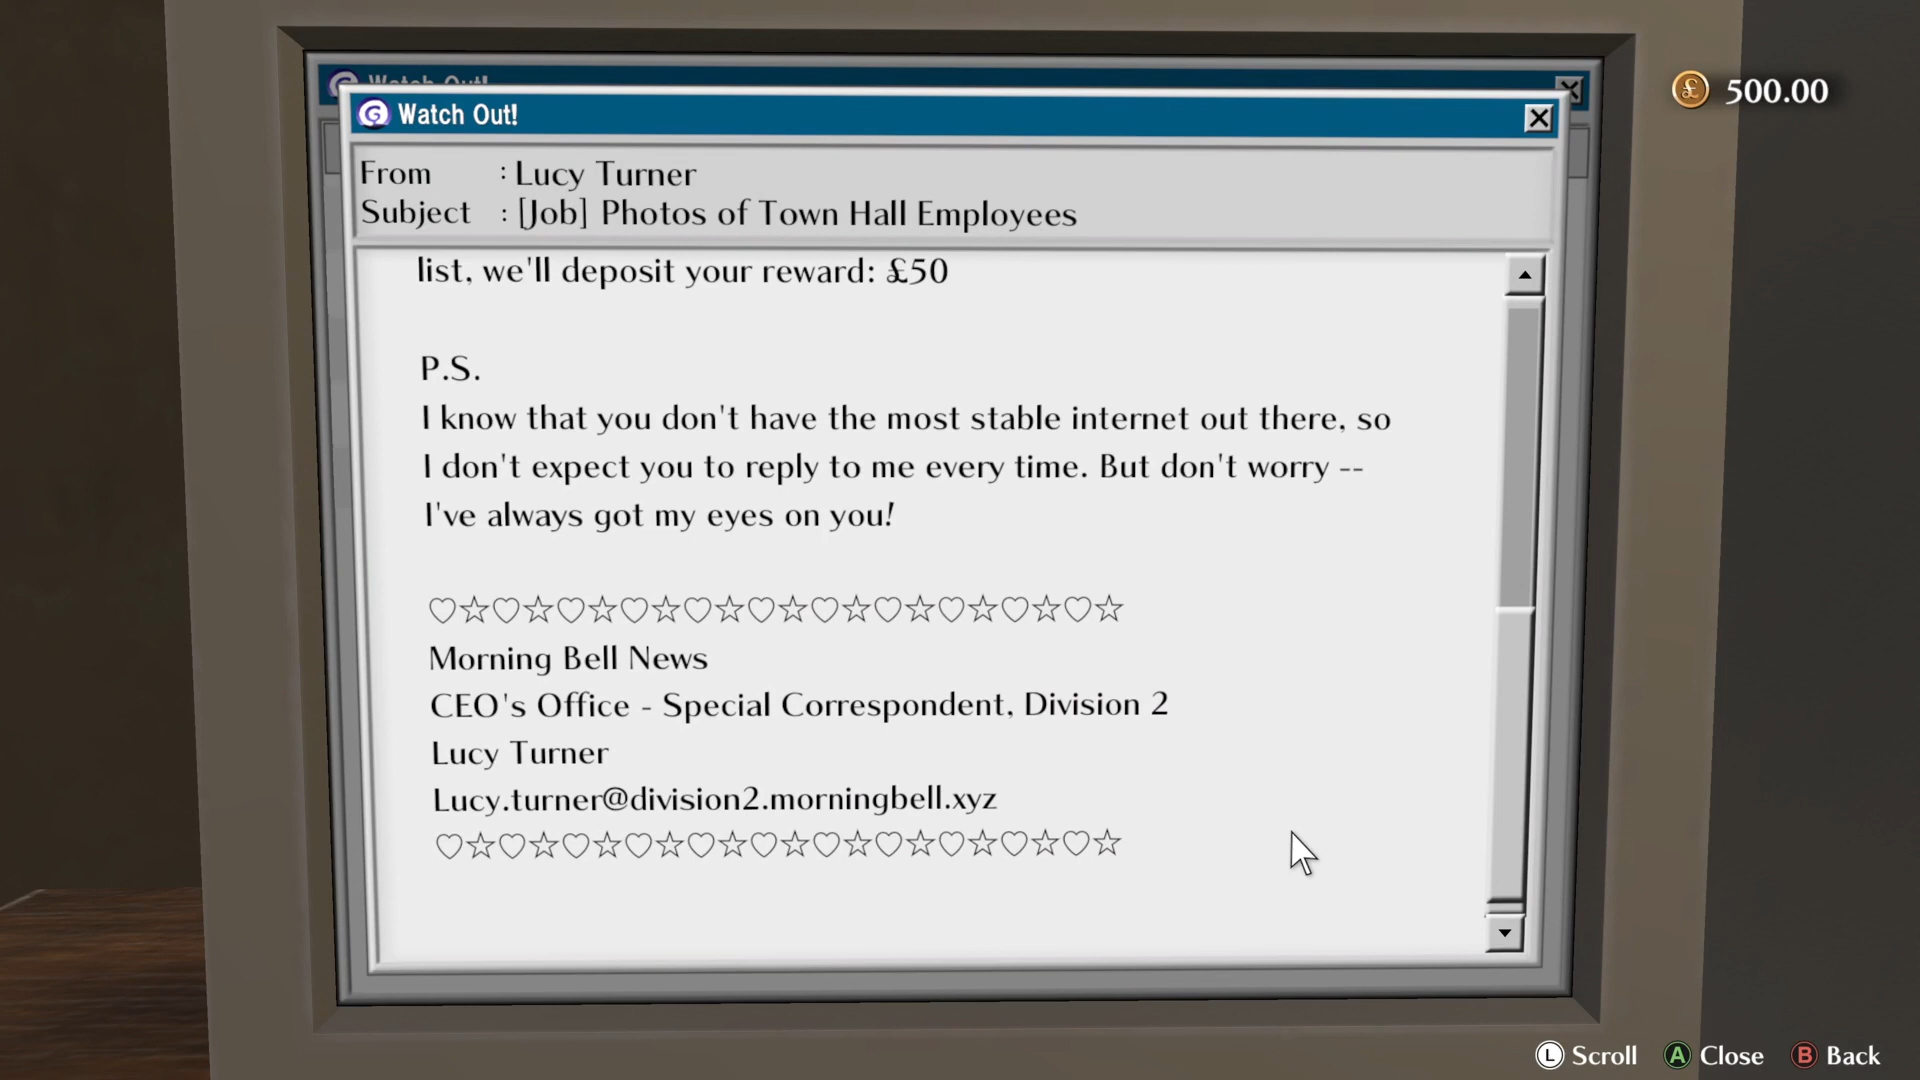 Watch Out!
£ 500.00
Watch Out!
From : Lucy Turner
Subject : [Job] Photos of Town Hall Employees
list, we'll deposit your reward: £50
P.S.
I know that you don't have the most stable internet out there, so
I don't expect you to reply to me every time. But don't worry --
I've always got my eyes on you!
♡☆♡☆♡☆♡☆♡☆♡☆♡☆♡☆♡☆♡☆♡☆
Morning Bell News
CEO's Office - Special Correspondent, Division 2
Lucy Turner
Lucy.turner@division2.morningbell.xyz
♡☆♡☆♡☆♡☆♡☆♡☆♡☆♡☆♡☆♡☆♡☆
L Scroll A Close B Back